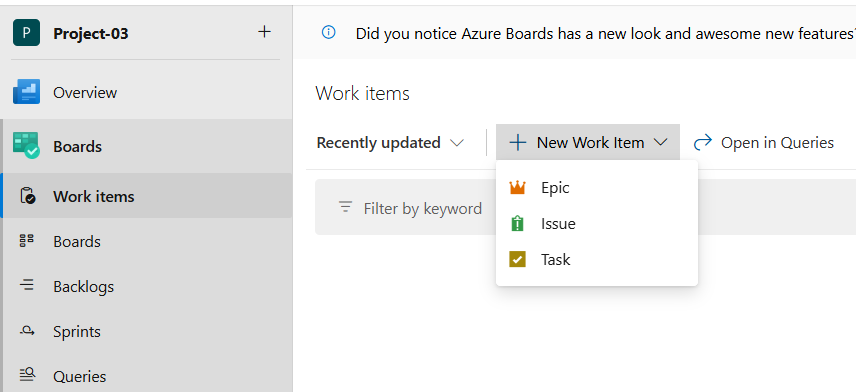 P Project-03 +
Did you notice Azure Boards has a new look and awesome new features?
Overview
Boards
Work items
Boards
Backlogs
Sprints
Queries
Work items
Recently updated
New Work Item
Open in Queries
Filter by keyword
Epic
Issue
Task